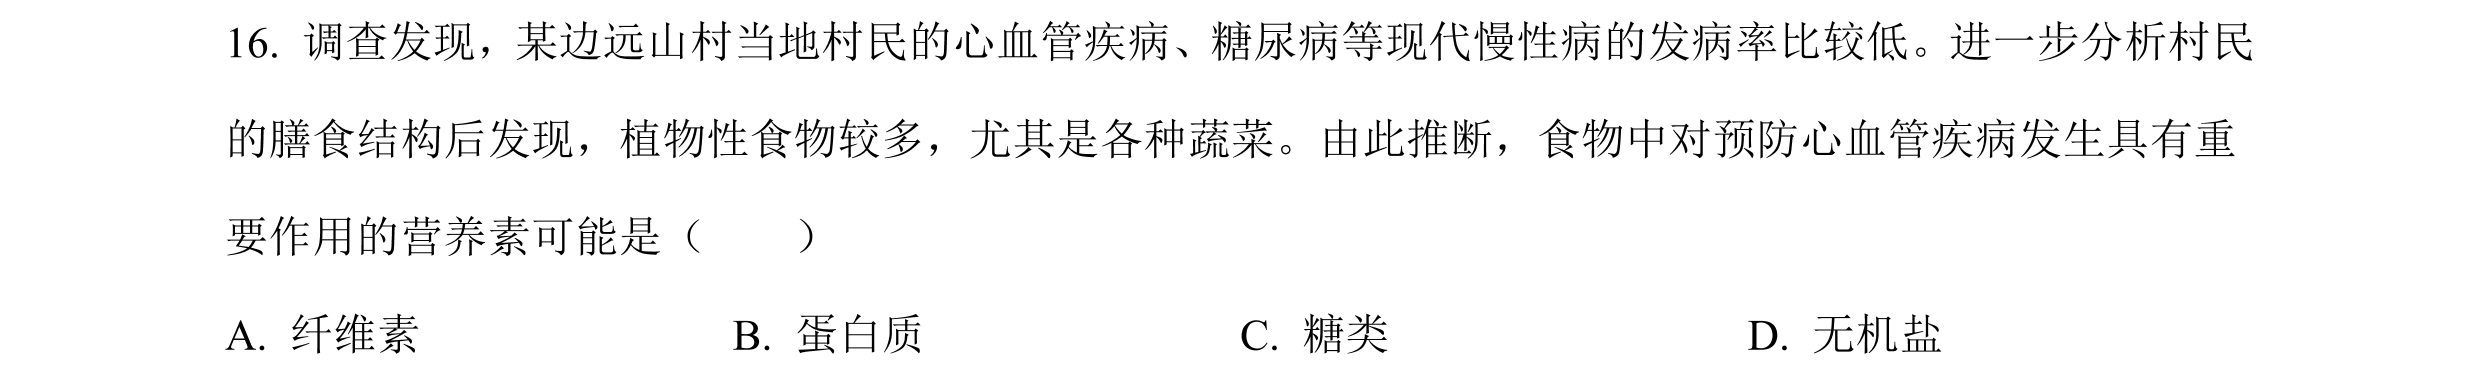 16. 调查发现，某边远山村当地村民的心血管疾病、糖尿病等现代慢性病的发病率比较低。进一步分析村民
的膳食结构后发现，植物性食物较多，尤其是各种蔬菜。由此推断，食物中对预防心血管疾病发生具有重
要作用的营养素可能是（　　）
A. 纤维素　B. 蛋白质　C. 糖类　D. 无机盐